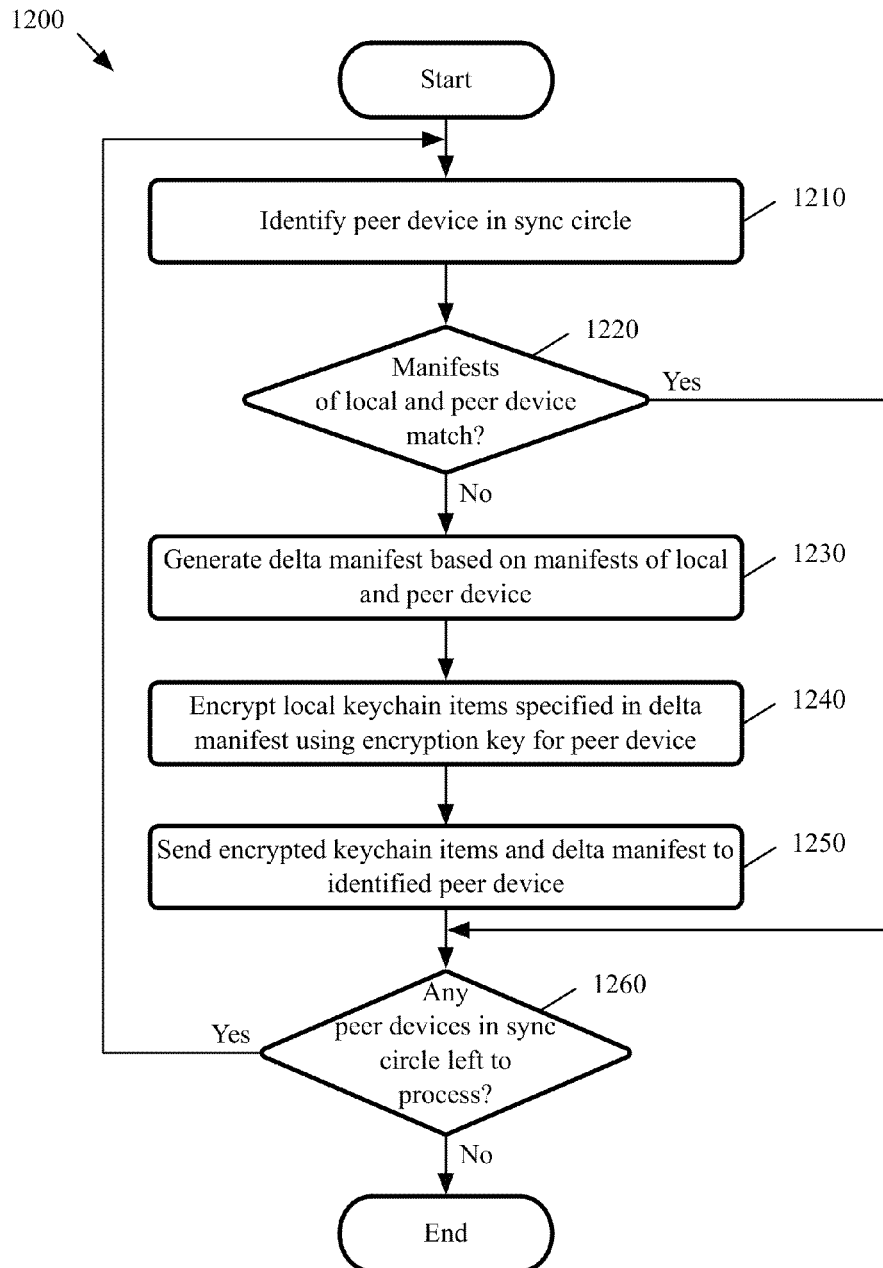 1200
Start
Identify peer device in sync circle
1210
1220
Manifests
of local and peer device
match?
Yes
No
Generate delta manifest based on manifests of local
and peer device
1230
Encrypt local keychain items specified in delta
manifest using encryption key for peer device
1240
Send encrypted keychain items and delta manifest to
identified peer device
1250
1260
Any
peer devices in sync
circle left to
process?
Yes
No
End